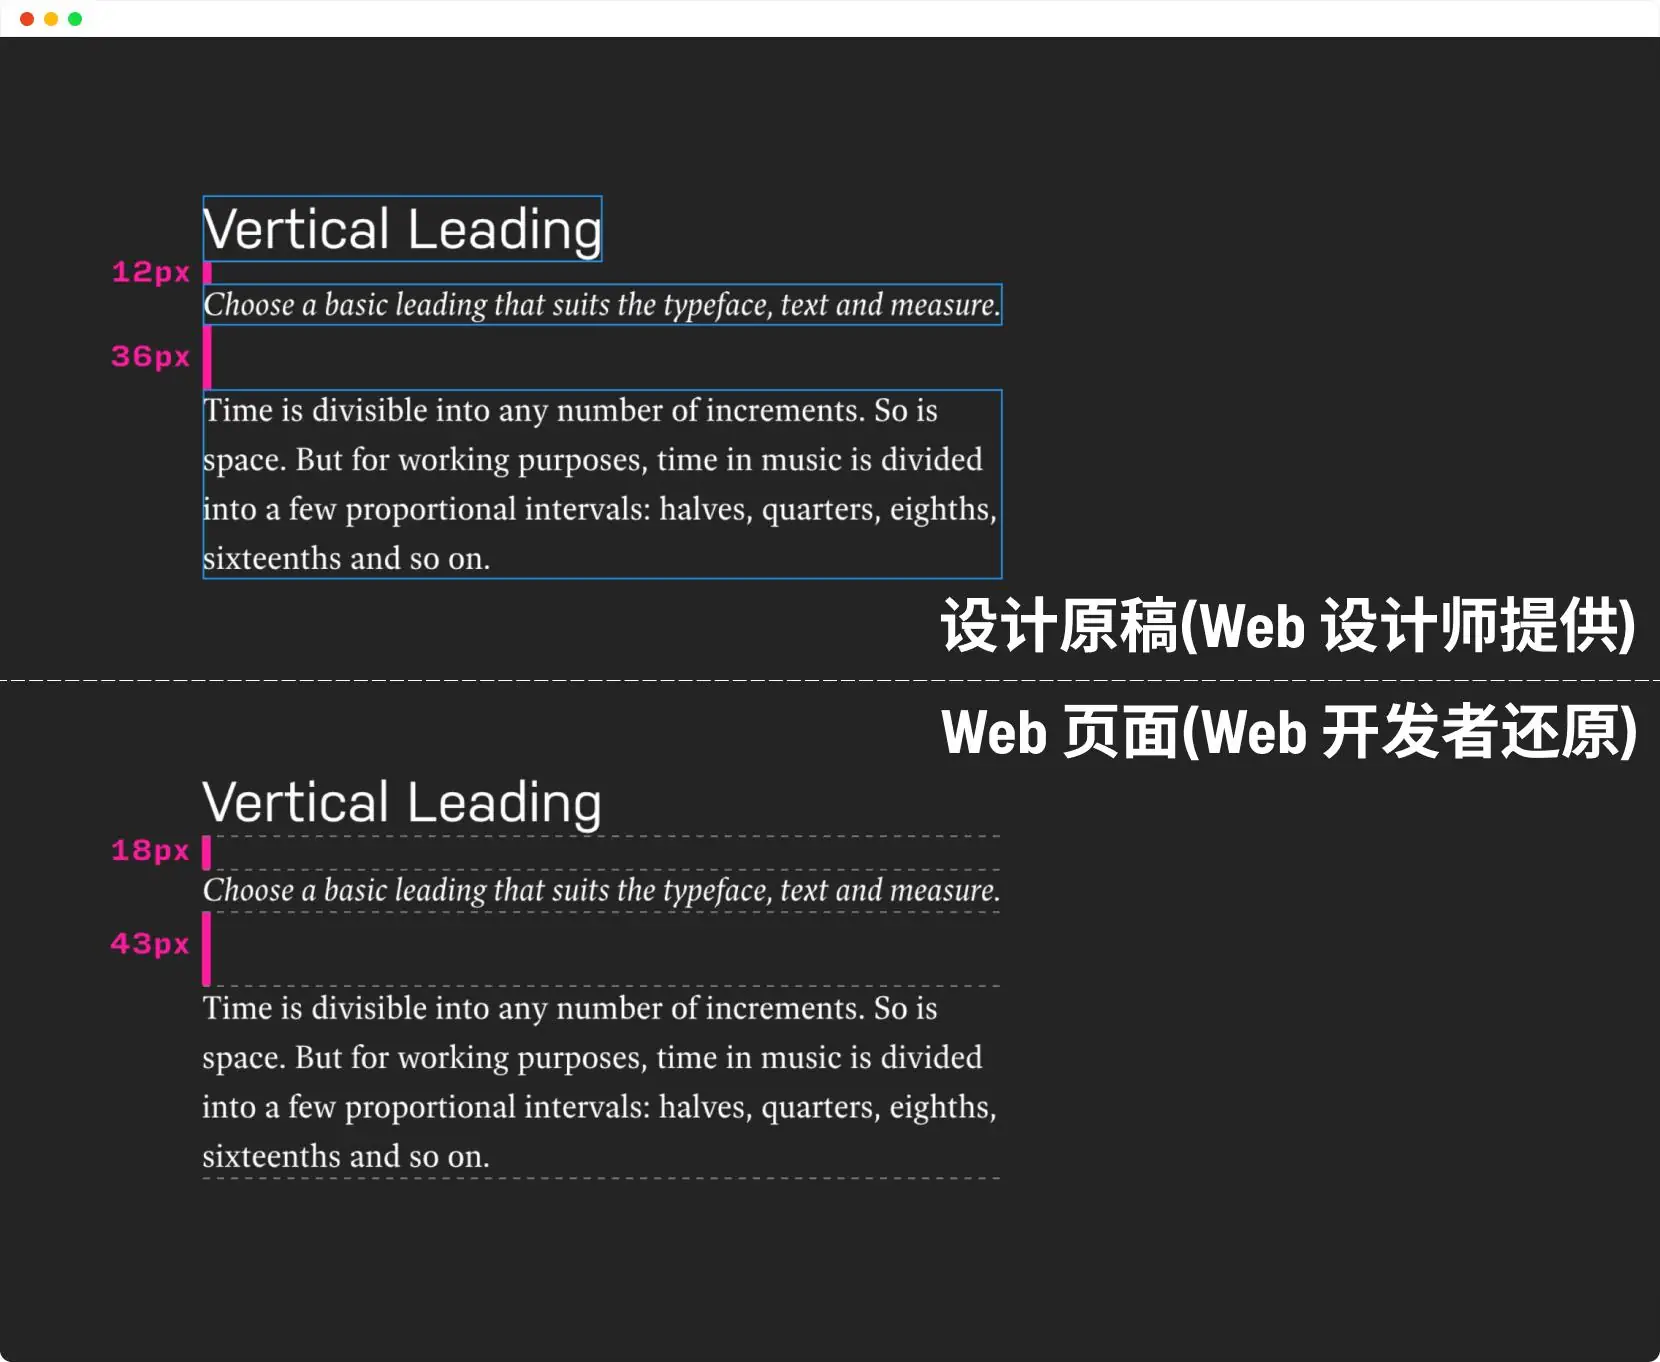 Vertical Leading
12px
Choose a basic leading that suits the typeface, text and measure.
36px
Time is divisible into any number of increments. So is
space. But for working purposes, time in music is divided
into a few proportional intervals: halves, quarters, eighths,
sixteenths and so on.
设计原稿(Web 设计师提供)
Web 页面(Web 开发者还原)
Vertical Leading
18px
Choose a basic leading that suits the typeface, text and measure.
43px
Time is divisible into any number of increments. So is
space. But for working purposes, time in music is divided
into a few proportional intervals: halves, quarters, eighths,
sixteenths and so on.